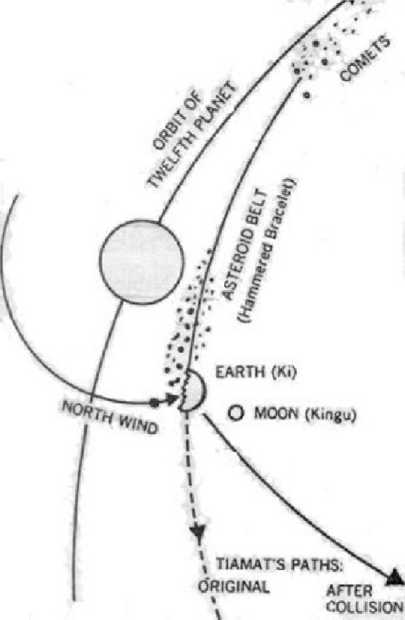 COMETS
ORBIT OF
TWELFTH PLANET
ASTEROID BELT
(Hammered Bracelet)
EARTH (Ki)
MOON (Kingu)
NORTH WIND
TIAMAT'S PATHS:
ORIGINAL
AFTER
COLLISION